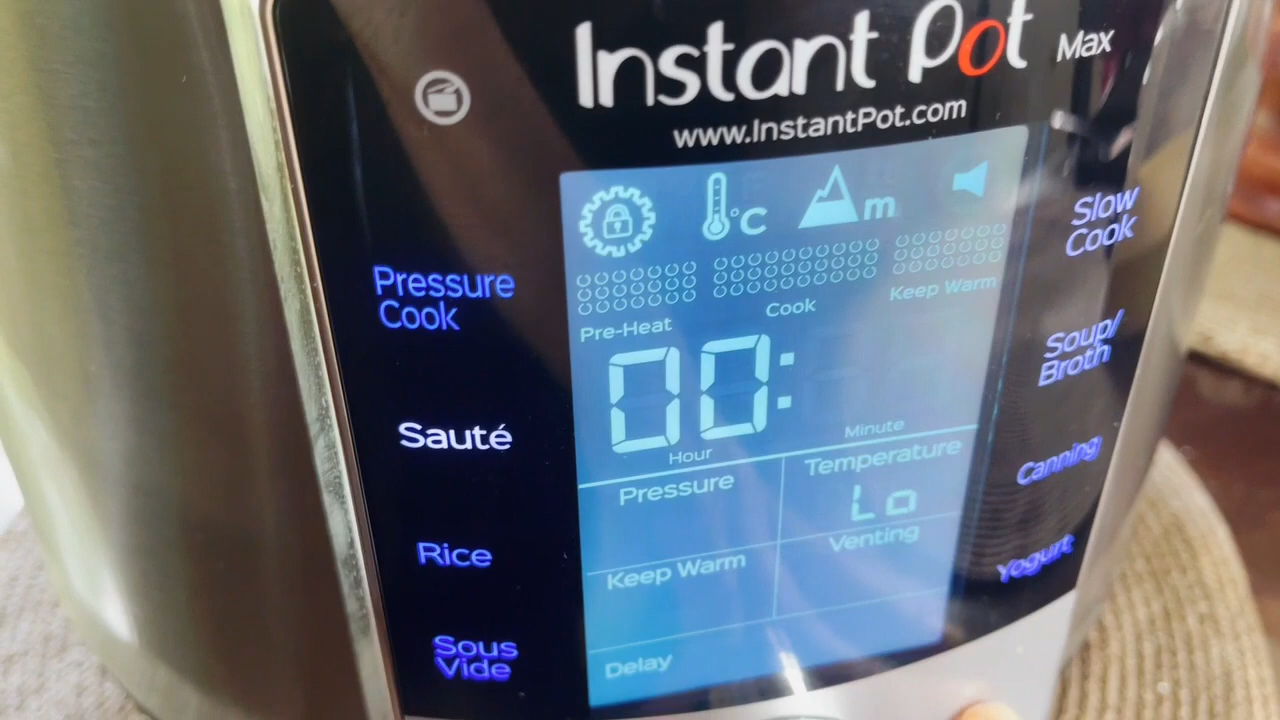 Instant Pot Max
www.InstantPot.com
°C
m
Pressure
Cook
Sauté
Rice
Sous
Vide
Pre-Heat
Cook
Keep Warm
00:
Hour
Minute
Pressure
Temperature
Lo
Venting
Keep Warm
Delay
Slow
Cook
Soup/
Broth
Canning
Yogurt